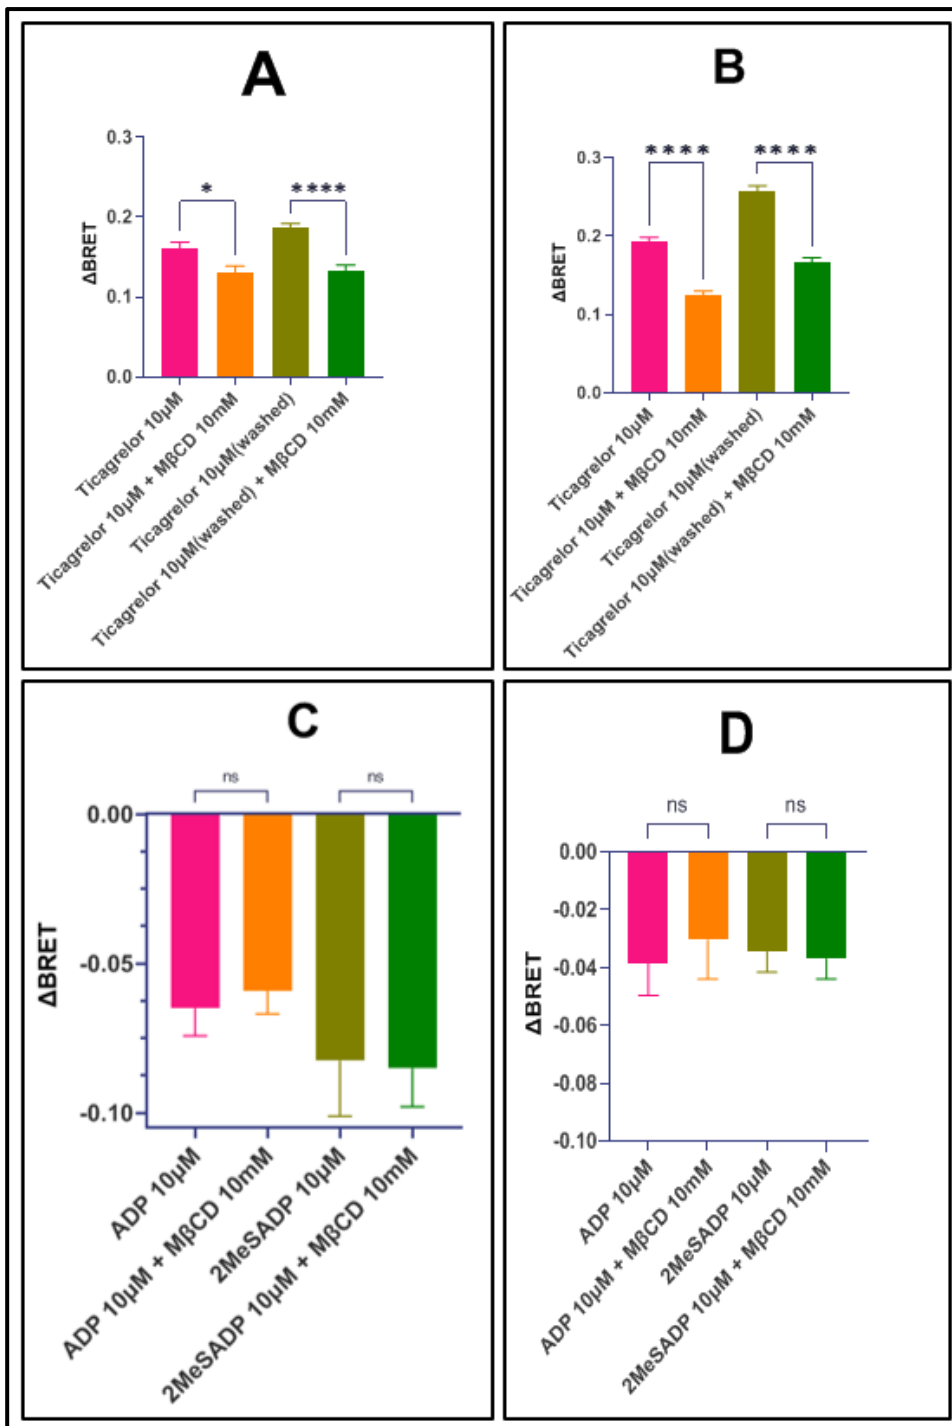 A
0.3
*
****
0.2
ΔBRET
0.1
0.0
Ticagrelor 10μM
Ticagrelor 10μM + MβCD 10mM
Ticagrelor 10μM(washed)
Ticagrelor 10μM(washed) + MβCD 10mM
B
****
****
0.3
0.2
ΔBRET
0.1
0.0
Ticagrelor 10μM
Ticagrelor 10μM + MβCD 10mM
Ticagrelor 10μM(washed)
Ticagrelor 10μM(washed) + MβCD 10mM
C
ns
ns
0.00
-0.05
ΔBRET
-0.10
ADP 10μM
ADP 10μM + MβCD 10mM
2MeSADP 10μM
2MeSADP 10μM + MβCD 10mM
D
ns
ns
0.00
-0.02
-0.04
ΔBRET
-0.06
-0.08
-0.10
ADP 10μM
ADP 10μM + MβCD 10mM
2MeSADP 10μM
2MeSADP 10μM + MβCD 10mM